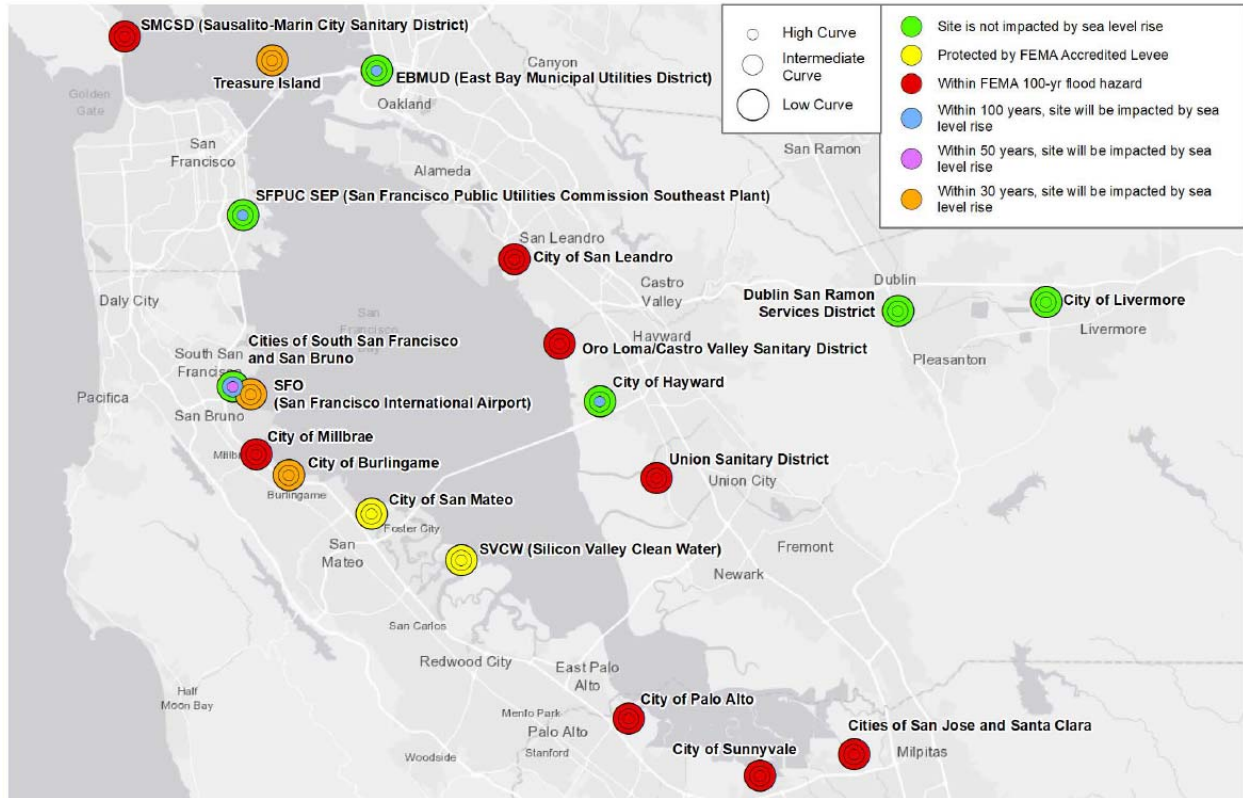 SMCSD (Sausalito-Marin City Sanitary District)
Canyon
Treasure Island
EBMUD (East Bay Municipal Utilities District)
Golden
Gate
Oakland
San
Francisco
Alameda
San Ramon
High Curve
Intermediate
Curve
Low Curve
Site is not impacted by sea level rise
Protected by FEMA Accredited Levee
Within FEMA 100-yr flood hazard
Within 100 years, site will be impacted by sea
level rise
Within 50 years, site will be impacted by sea
level rise
Within 30 years, site will be impacted by sea
level rise
SFPUC SEP (San Francisco Public Utilities Commission Southeast Plant)
San Leandro
City of San Leandro
Castro
Valley
Dublin
Dublin San Ramon
Services District
City of Livermore
Livermore
Daly City
San
Francisco
Hayward
Oro Loma/Castro Valley Sanitary District
Pleasanton
Cities of South San Francisco
and San Bruno
South San
Francisco
SFO
(San Francisco International Airport)
City of Hayward
Pacifica
San Bruno
City of Millbrae
City of Burlingame
Burlingame
Union Sanitary District
Union City
City of San Mateo
Foster City
San
Mateo
SVCW (Silicon Valley Clean Water)
Fremont
Newark
San Carlos
Redwood City
East Palo
Alto
Half
Moon Bay
Menlo Park
Palo Alto
Stanford
City of Palo Alto
Woodside
Cities of San Jose and Santa Clara
City of Sunnyvale
Milpitas